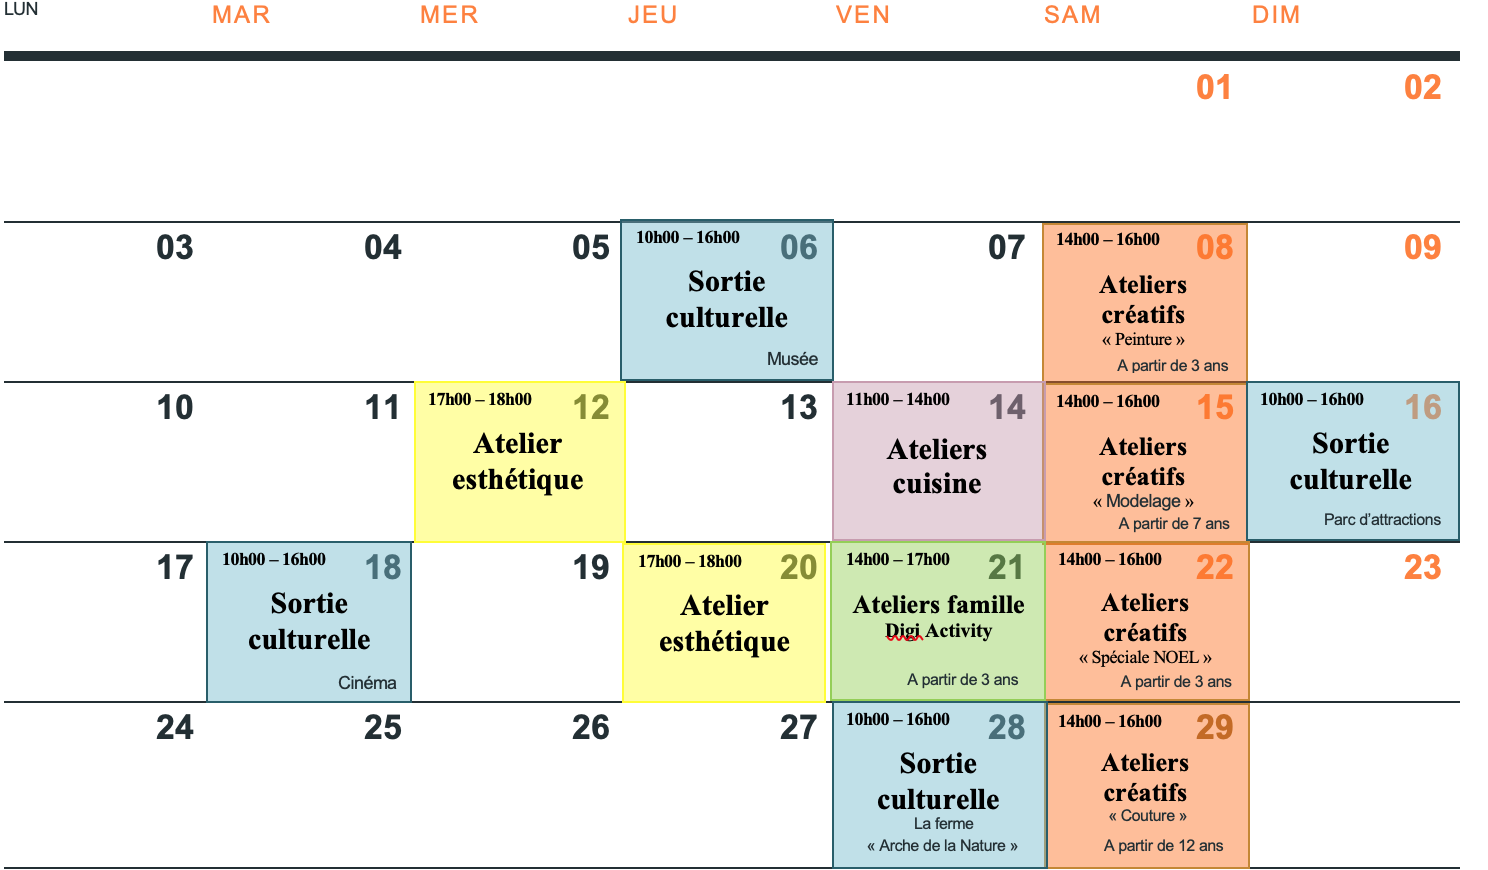 LUN MAR MER JEU VEN SAM DIM
01 02
03 04 05
10h00 – 16h00 06
Sortie
culturelle
Musée
07
14h00 – 16h00 08
Ateliers
créatifs
« Peinture »
A partir de 3 ans
09
10 11
17h00 – 18h00 12
Atelier
esthétique
13
11h00 – 14h00 14
Ateliers
cuisine
14h00 – 16h00 15
Ateliers
créatifs
« Modelage »
A partir de 7 ans
10h00 – 16h00 16
Sortie
culturelle
Parc d’attractions
17
10h00 – 16h00 18
Sortie
culturelle
Cinéma
19
17h00 – 18h00 20
Atelier
esthétique
14h00 – 17h00 21
Ateliers famille
Digi Activity
A partir de 3 ans
14h00 – 16h00 22
Ateliers
créatifs
« Spéciale NOEL »
A partir de 3 ans
23
24 25 26 27
10h00 – 16h00 28
Sortie
culturelle
La ferme
« Arche de la Nature »
14h00 – 16h00 29
Ateliers
créatifs
« Couture »
A partir de 12 ans